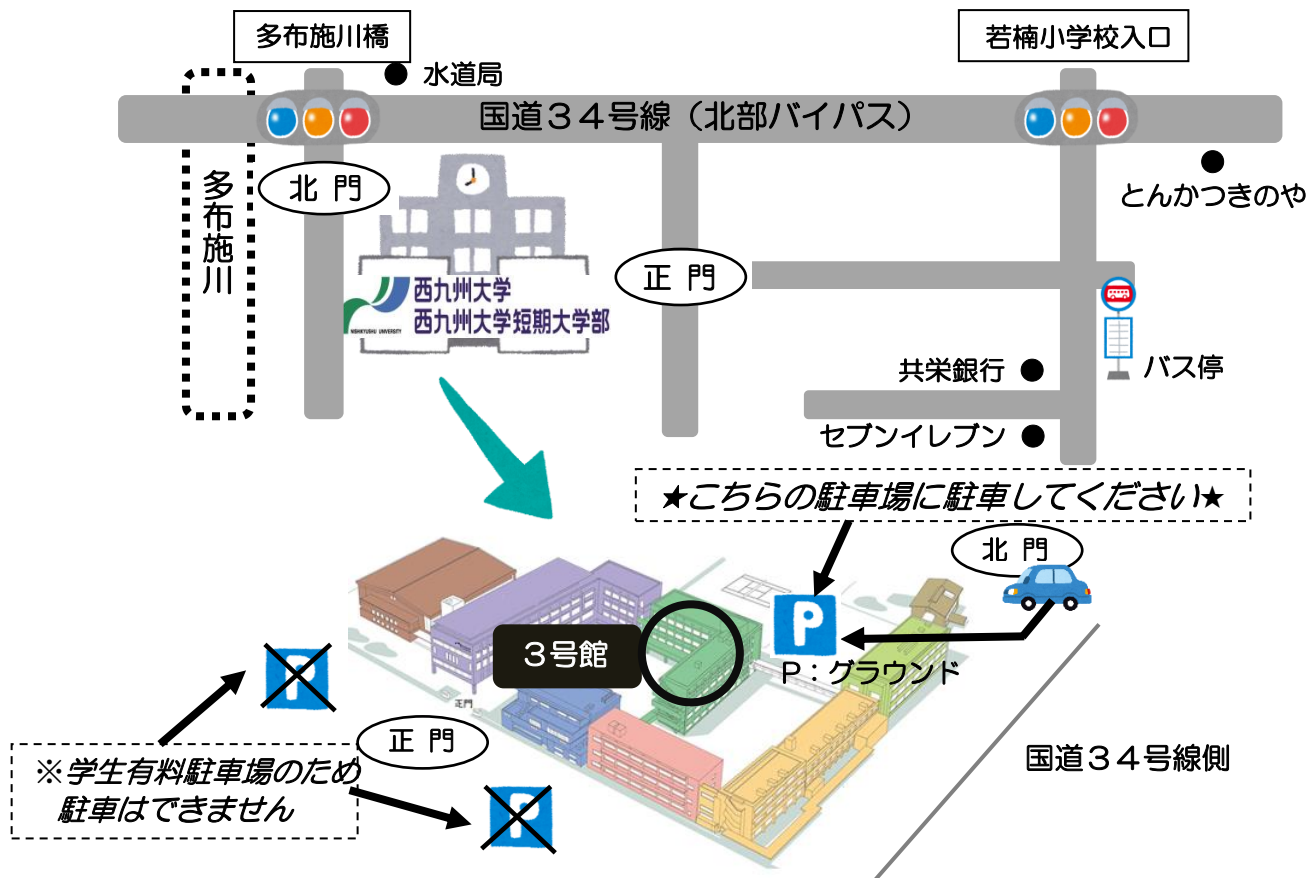 多布施川橋
若楠小学校入口
水道局
国道３４号線（北部バイパス）
多布施川
北 門
とんかつきのや
正 門
西九州大学
西九州大学短期大学部
NISHIKYUSHU UNIVERSITY
共栄銀行
バス停
セブンイレブン
★こちらの駐車場に駐車してください★
北 門
P
３号館
P：グラウンド
P
正門
正 門
国道３４号線側
※学生有料駐車場のため
駐車はできません
P